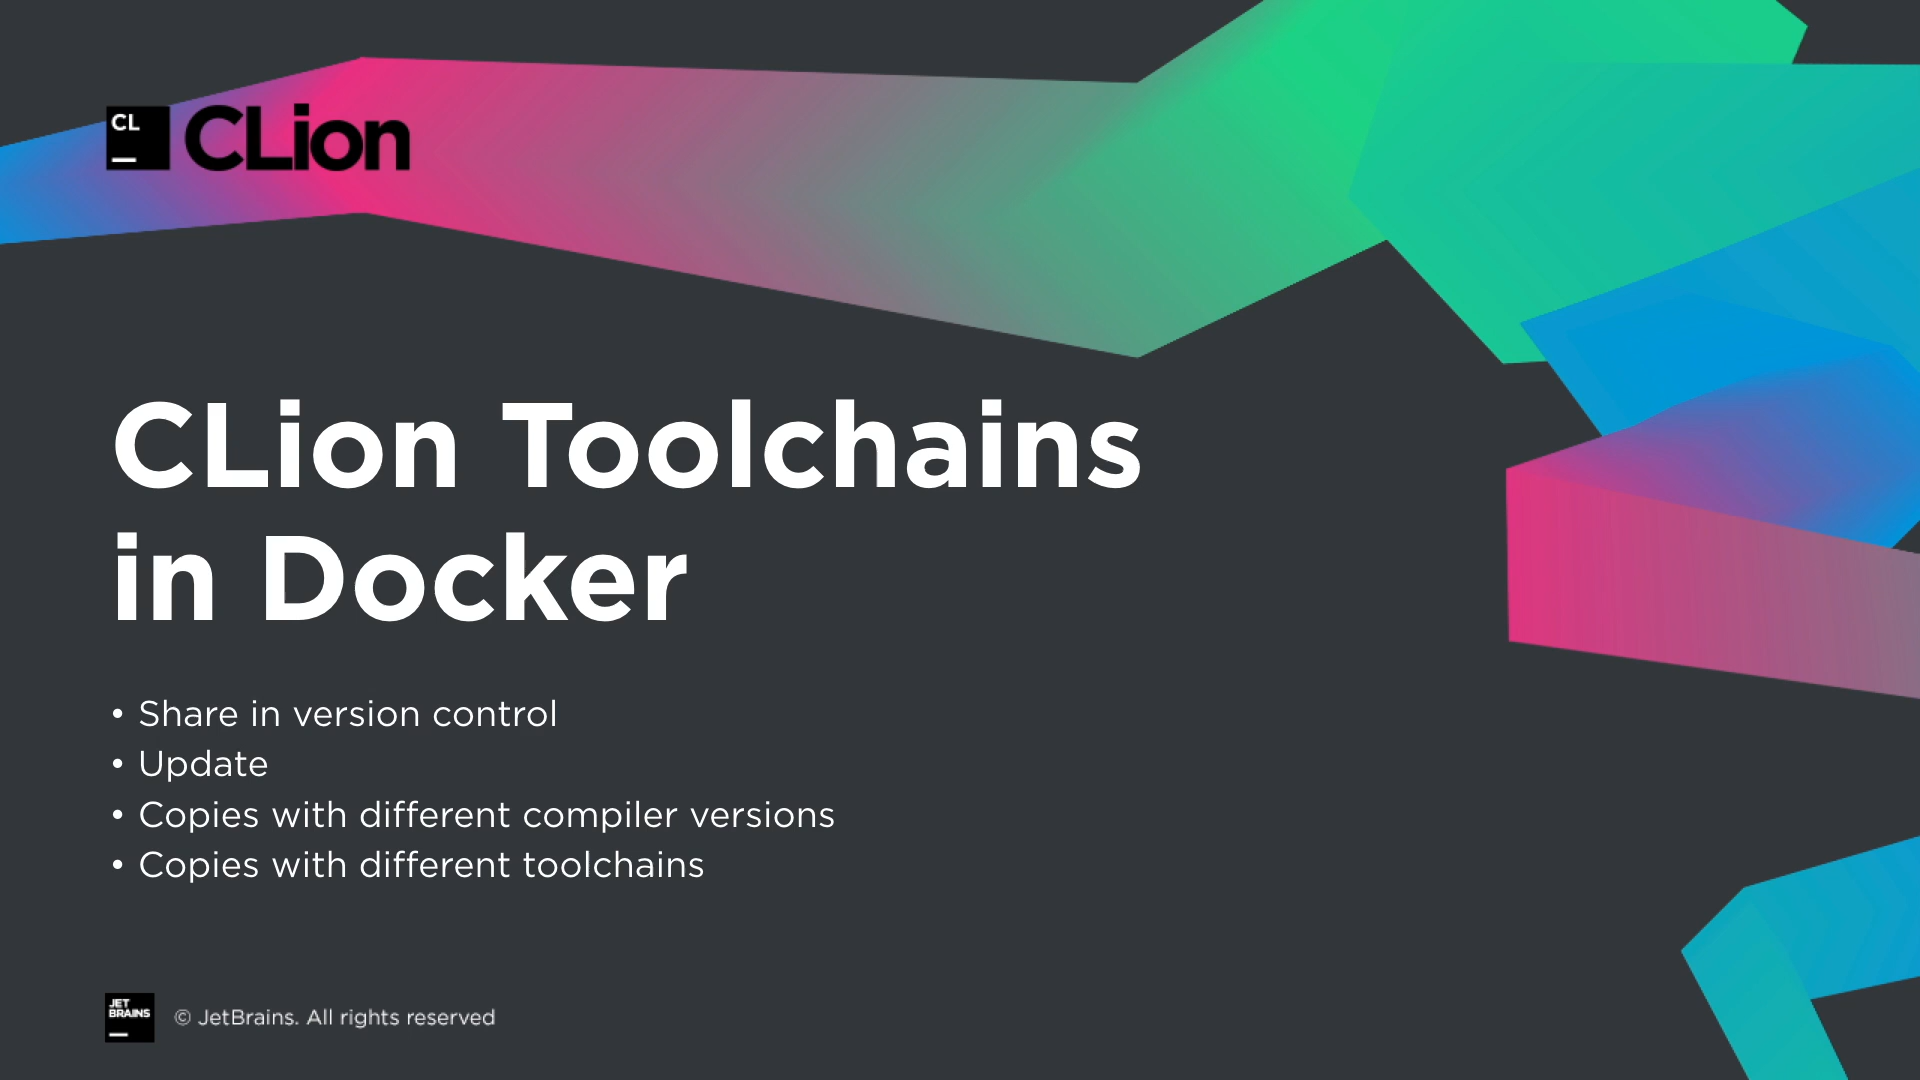 CL
CLion
CLion Toolchains
in Docker
• Share in version control
• Update
• Copies with different compiler versions
• Copies with different toolchains
JET
BRAINS
© JetBrains. All rights reserved